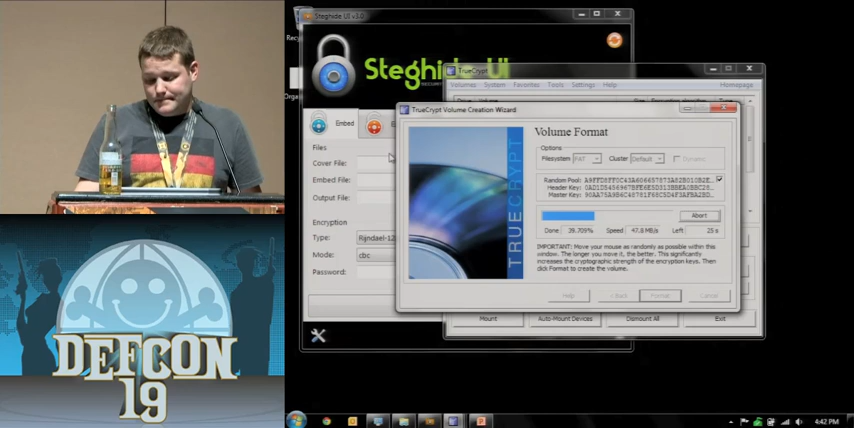 Steghide UI v3.0
Steghide UI
TrueCrypt
Volumes System Favorites Tools Settings Help Homepage
Embed
Files
Cover File:
Embed File:
Output File:
Encryption
Type:
Rijndael-12
Mode:
cbc
Password:
TrueCrypt Volume Creation Wizard
TRUECRYPT
Volume Format
Options
Filesystem FAT Cluster Default Dynamic
Random Pool:
Header Key:
Master Key:
Abort
Done 39.709% Speed 47.8 MB/s Left 25 s
IMPORTANT: Move your mouse as randomly as possible within this
window. The longer you move it, the better. This significantly
increases the cryptographic strength of the encryption keys. Then
click Format to create the volume.
Help < Back Format Cancel
Mount Auto-Mount Devices Dismount All Exit
4:42 PM
DEFCON
19